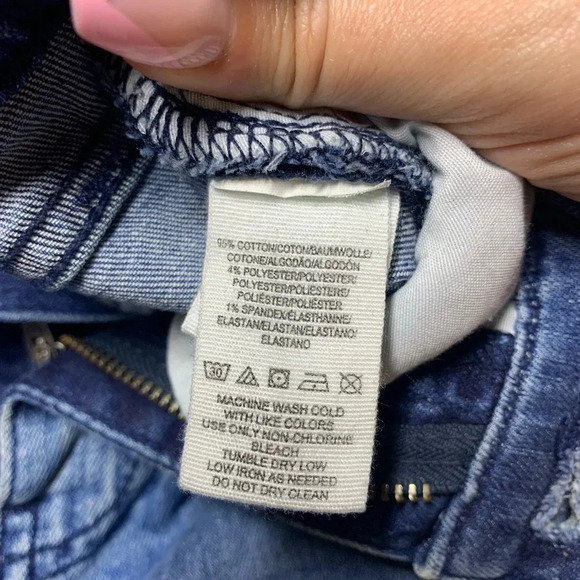 95% COTTON/COTON/BAUMWOLLE/
COTONE/ALGODÃO/ALGODÓN
4% POLYESTER/POLYESTER/
POLYESTER/POLIESTERE/
POLIÉSTER/POLIÉSTER
1% SPANDEX/ÉLASTHANNE/
ELASTAN/ELASTAN/ELASTANO/
ELASTANO
30
MACHINE WASH COLD
WITH LIKE COLORS
USE ONLY NON-CHLORINE
BLEACH
TUMBLE DRY LOW
LOW IRON AS NEEDED
DO NOT DRY CLEAN